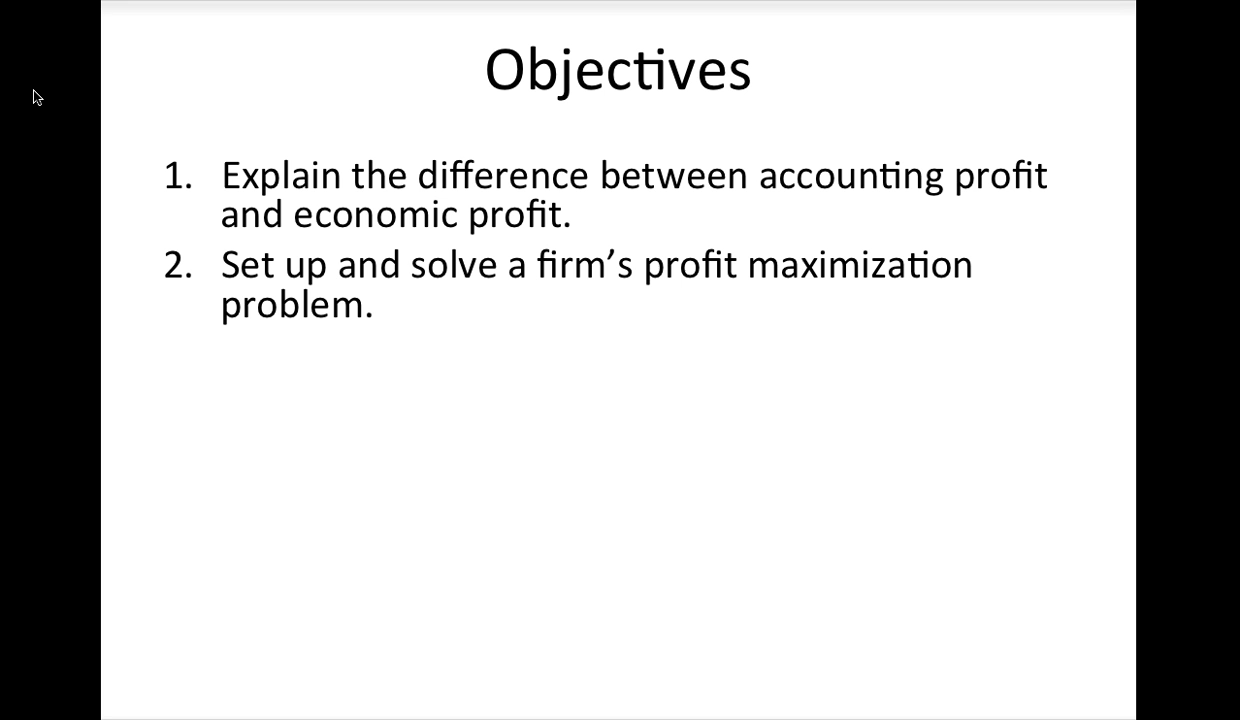 Objectives
1. Explain the difference between accounting profit
and economic profit.
2. Set up and solve a firm’s profit maximization
problem.